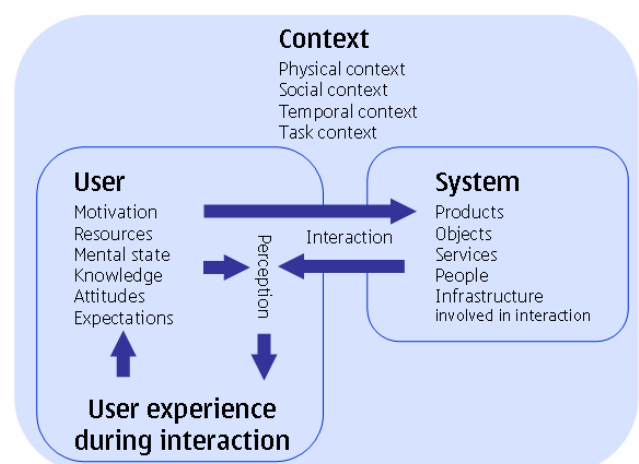 Context
Physical context
Social context
Temporal context
Task context
User
Motivation
Resources
Mental state
Knowledge
Attitudes
Expectations
Perception
Interaction
System
Products
Objects
Services
People
Infrastructure
involved in interaction
User experience
during interaction